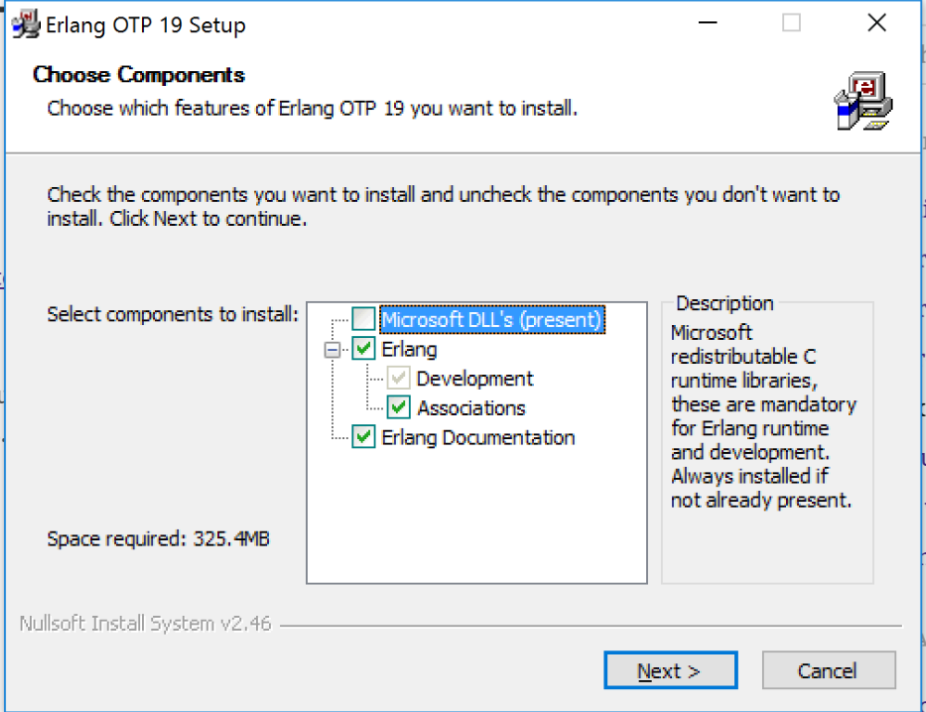 Erlang OTP 19 Setup
Choose Components
Choose which features of Erlang OTP 19 you want to install.
Check the components you want to install and uncheck the components you don't want to
install. Click Next to continue.
Select components to install:
Microsoft DLL's (present)
Erlang
Development
Associations
Erlang Documentation
Description
Microsoft
redistributable C
runtime libraries,
these are mandatory
for Erlang runtime
and development.
Always installed if
not already present.
Space required: 325.4MB
Nullsoft Install System v2.46
Next >
Cancel